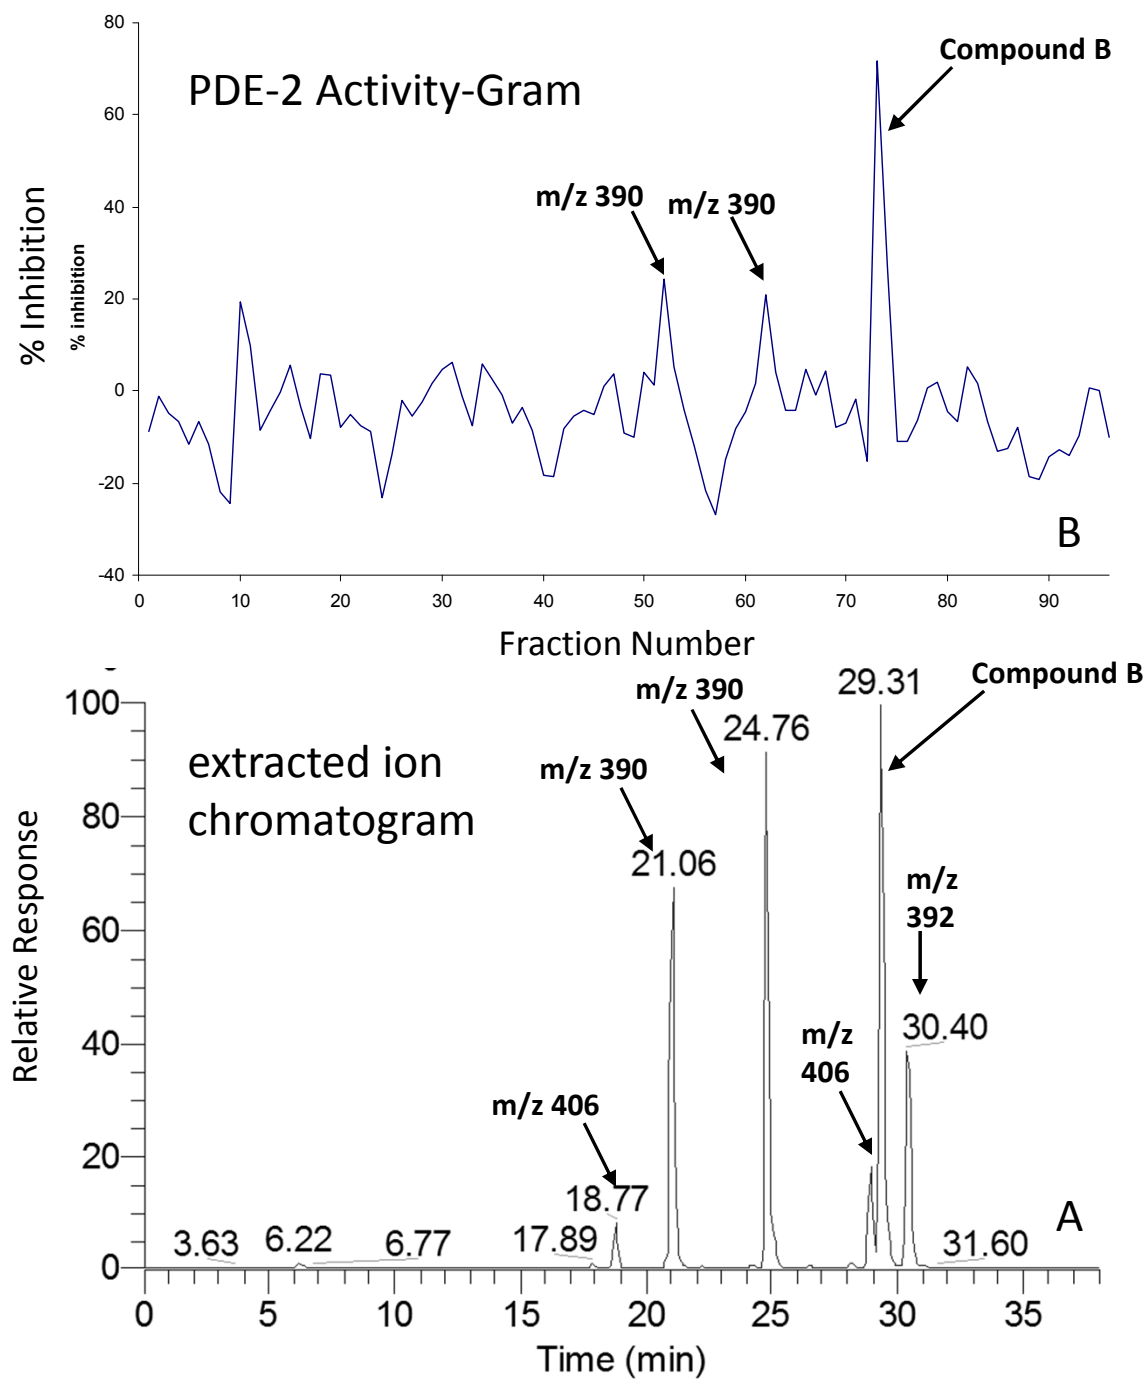 80
Compound B
PDE-2 Activity-Gram
60
m/z 390
m/z 390
40
% Inhibition
% inhibition
20
0
-20
B
-40
0 10 20 30 40 50 60 70 80 90
Fraction Number
Compound B
m/z 390
29.31
100
24.76
extracted ion
chromatogram
m/z 390
80
21.06
m/z
392
60
Relative Response
30.40
40
m/z
406
m/z 406
20
18.77
3.63 6.22 6.77 17.89 31.60
A
0
0 5 10 15 20 25 30 35
Time (min)